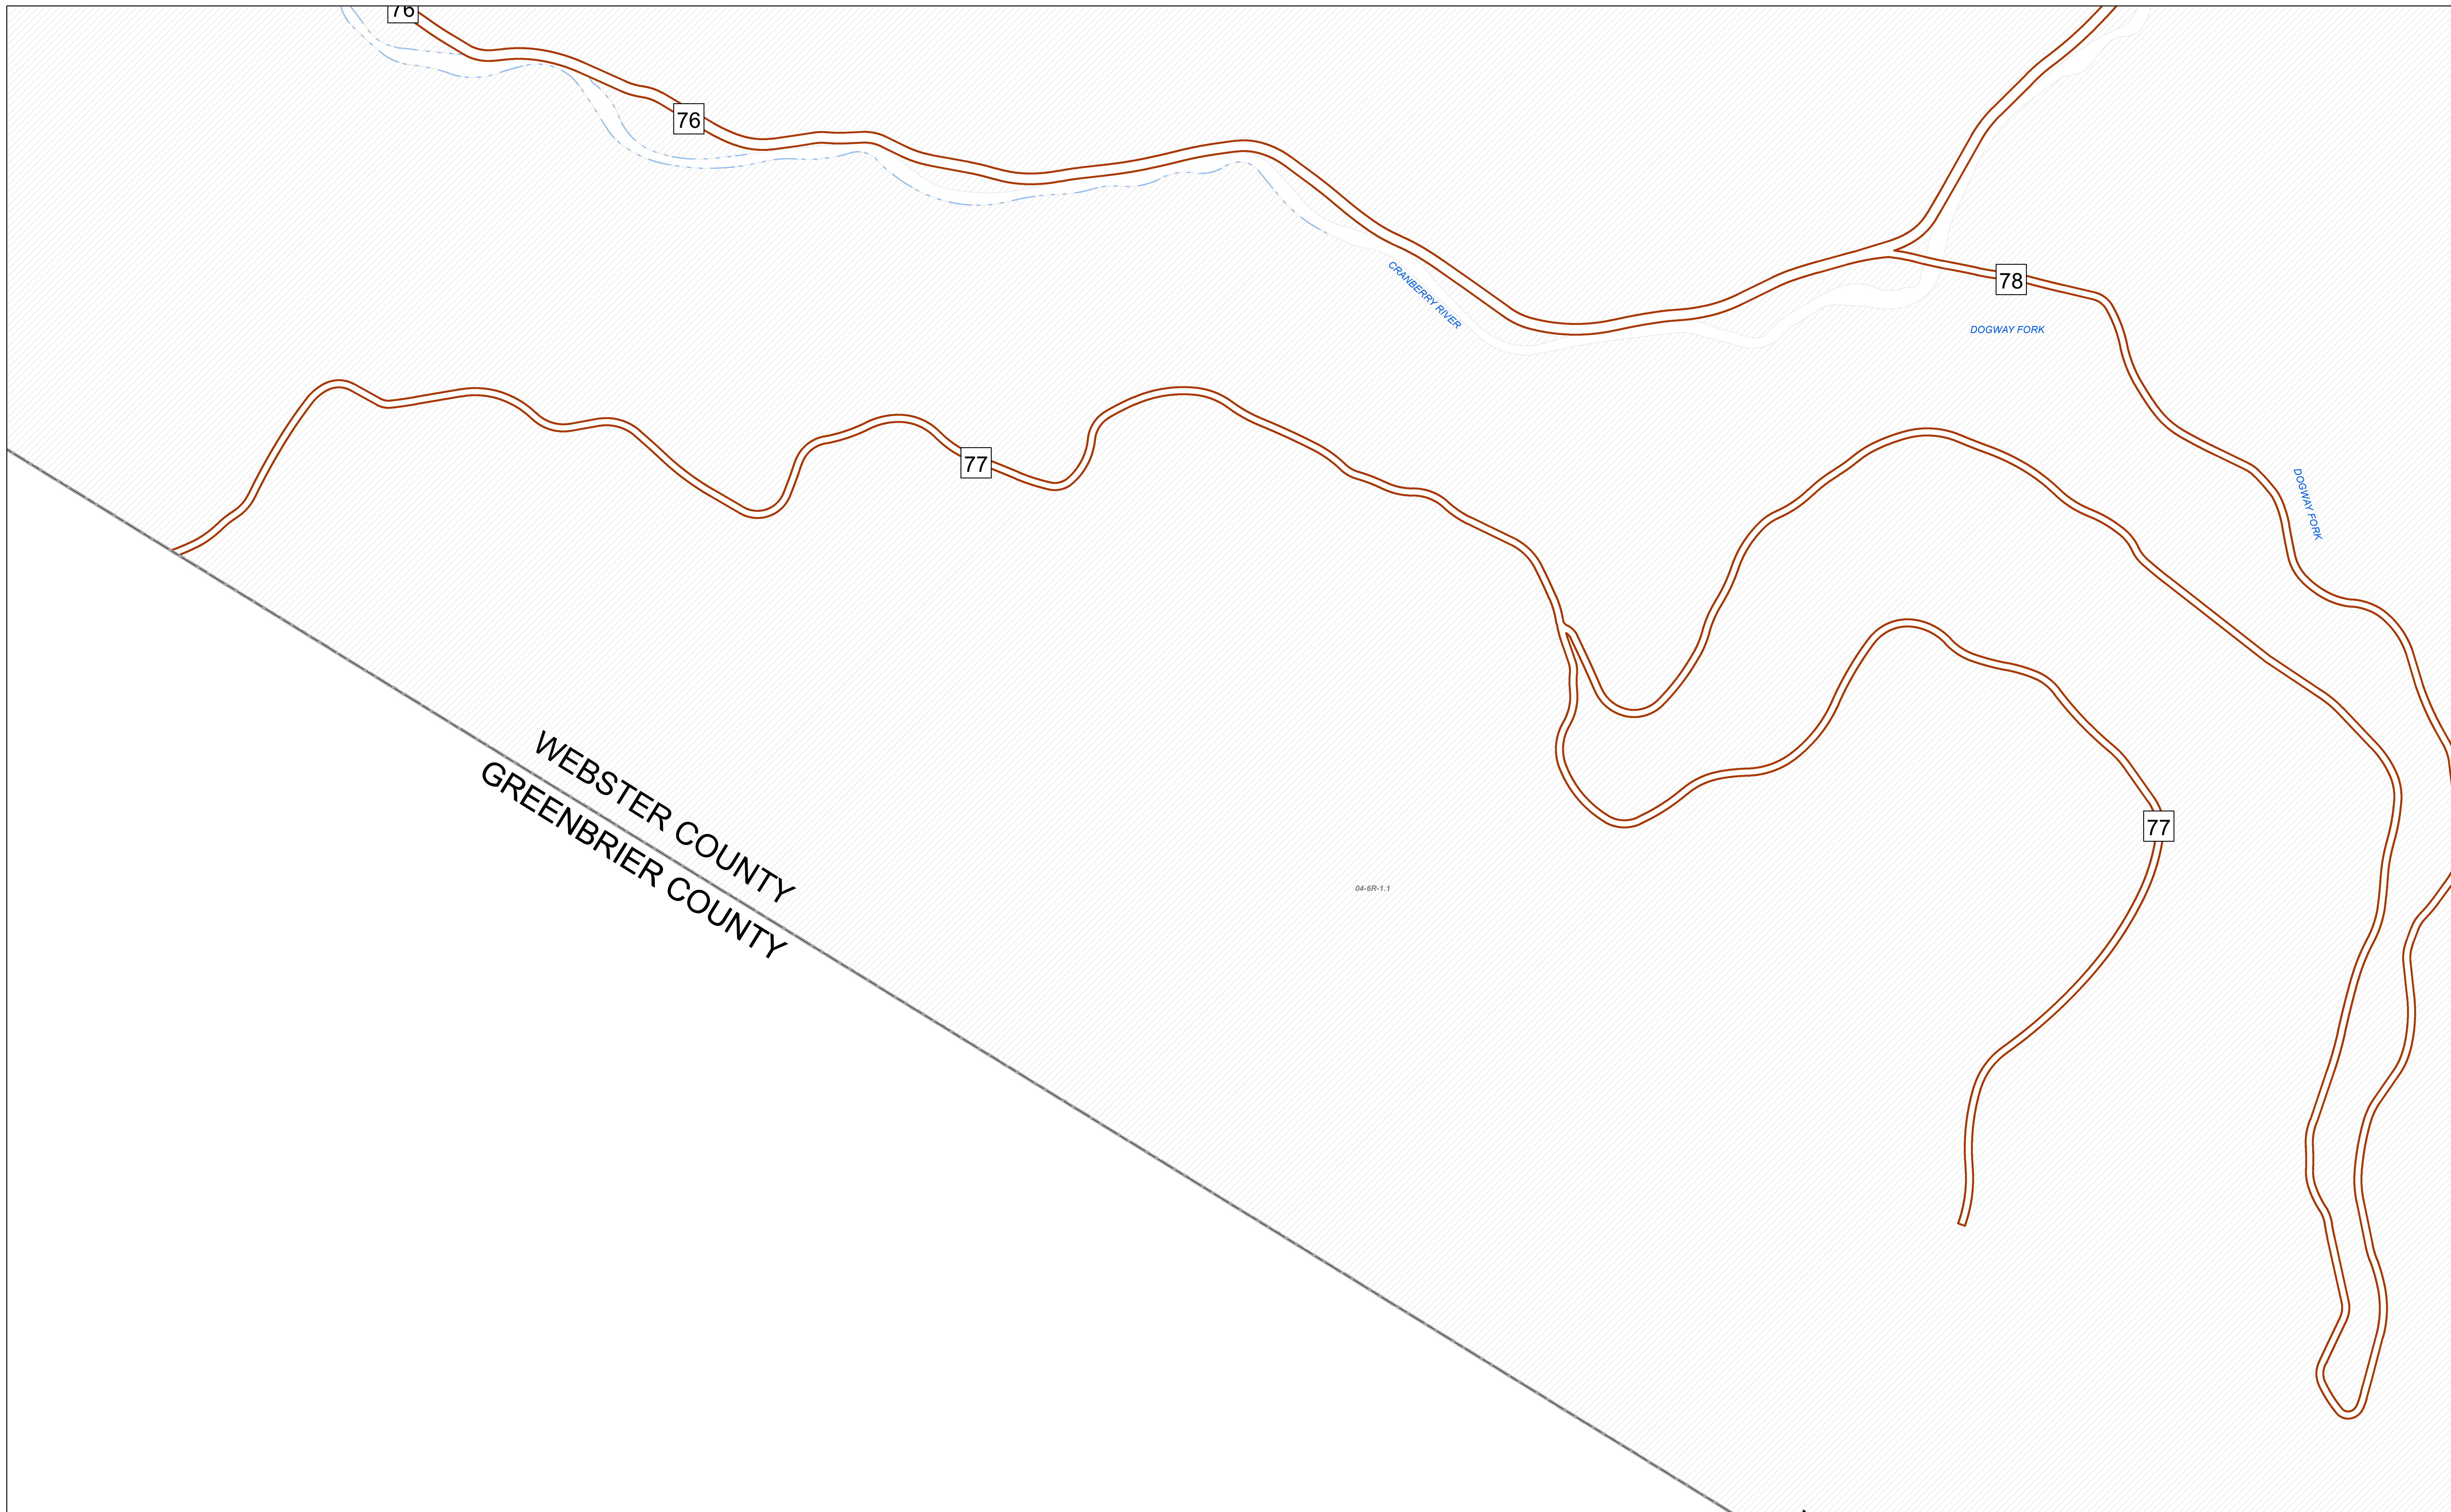 76
76
78
CRANBERRY RIVER
DOGWAY FORK
77
DOGWAY FORK
WEBSTER COUNTY
GREENBRIER COUNTY
77
04-6R-1.1